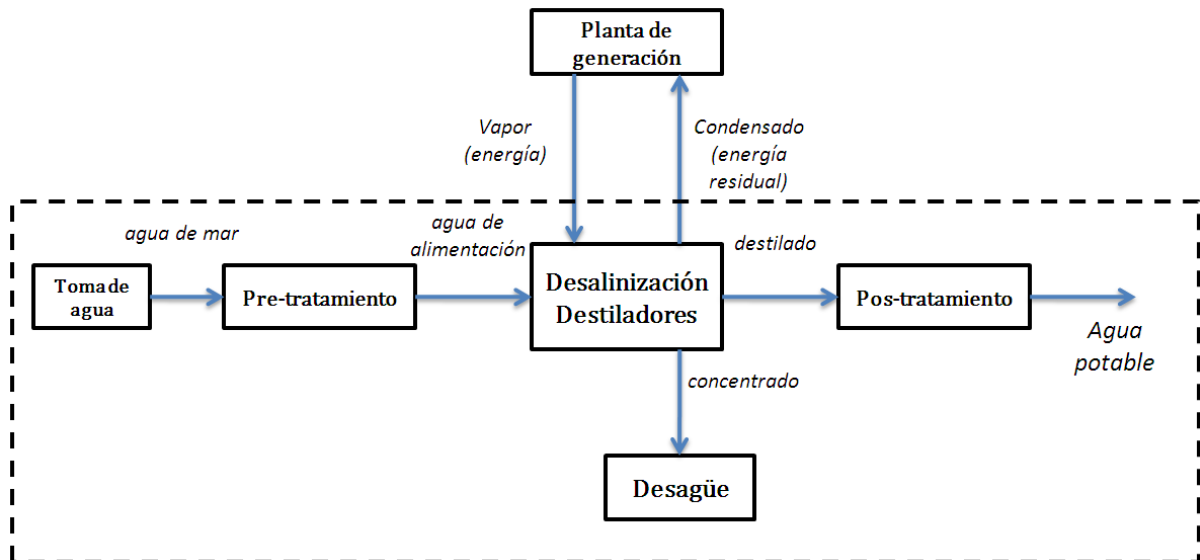 Planta de
generación
Vapor
(energía)
Condensado
(energía
residual)
agua de mar
agua de
alimentación
destilado
Toma de
agua
Pre-tratamiento
Desalinización
Destiladores
Pos-tratamiento
Agua
potable
concentrado
Desagüe